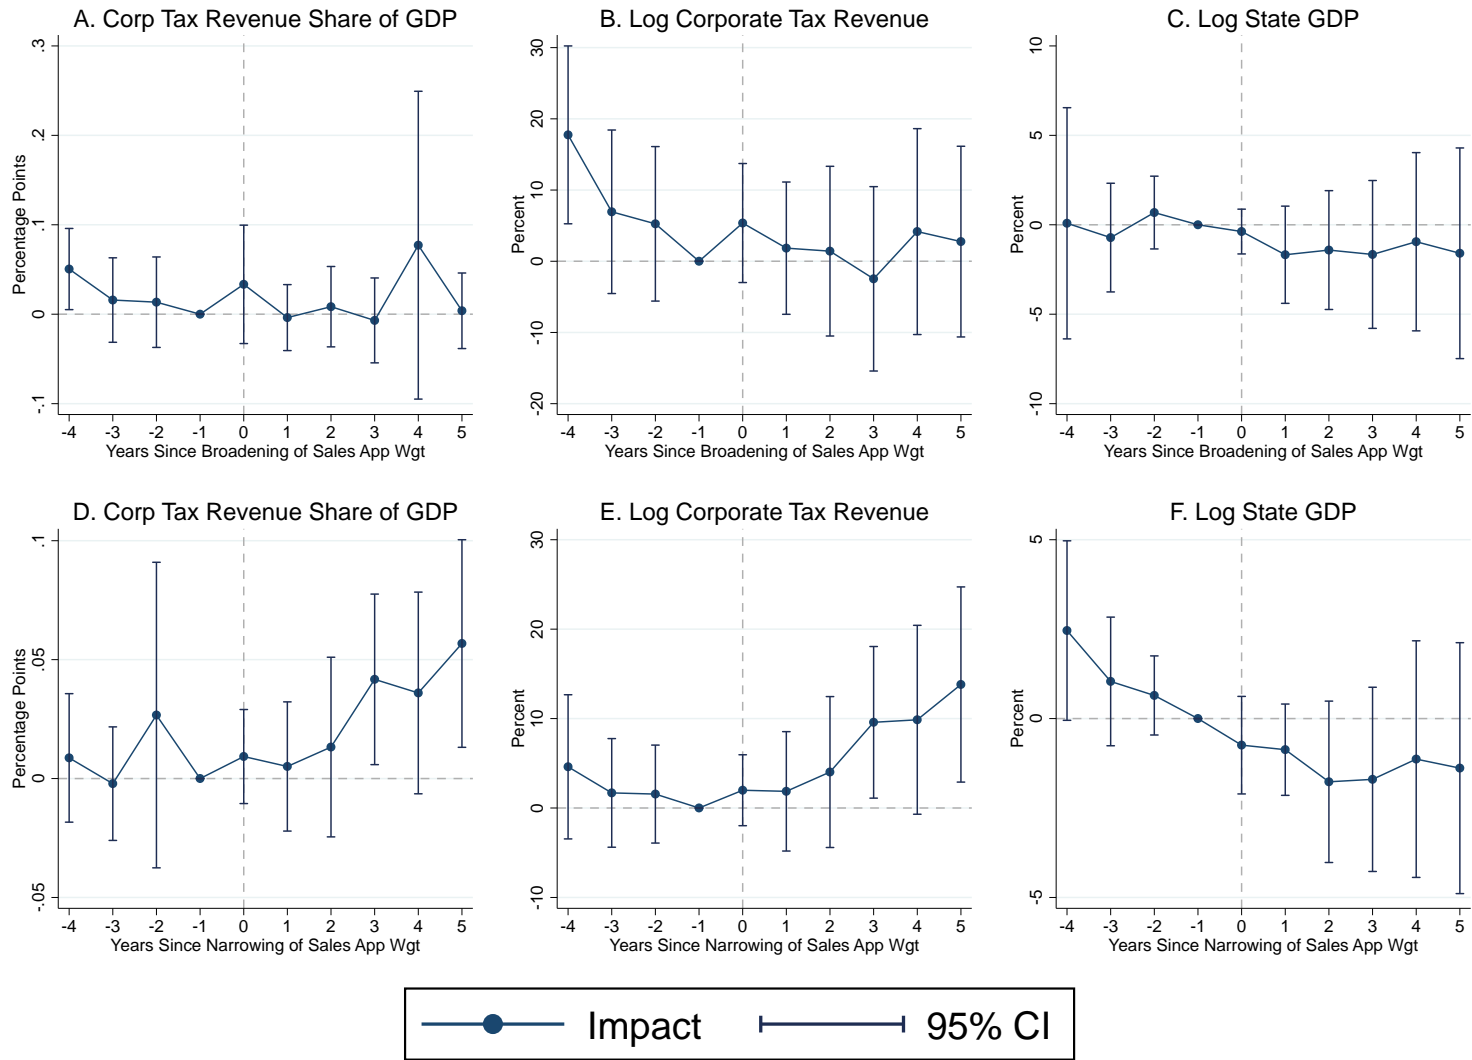 A. Corp Tax Revenue Share of GDP
Percentage Points
.3
.2
.1
0
-.1
-4 -3 -2 -1 0 1 2 3 4 5
Years Since Broadening of Sales App Wgt
B. Log Corporate Tax Revenue
Percent
30
20
10
0
-10
-20
-4 -3 -2 -1 0 1 2 3 4 5
Years Since Broadening of Sales App Wgt
C. Log State GDP
Percent
10
5
0
-5
-10
-4 -3 -2 -1 0 1 2 3 4 5
Years Since Broadening of Sales App Wgt
D. Corp Tax Revenue Share of GDP
Percentage Points
.1
.05
0
-.05
-4 -3 -2 -1 0 1 2 3 4 5
Years Since Narrowing of Sales App Wgt
E. Log Corporate Tax Revenue
Percent
30
20
10
0
-10
-4 -3 -2 -1 0 1 2 3 4 5
Years Since Narrowing of Sales App Wgt
F. Log State GDP
Percent
5
0
-5
-4 -3 -2 -1 0 1 2 3 4 5
Years Since Narrowing of Sales App Wgt
Impact 95% CI